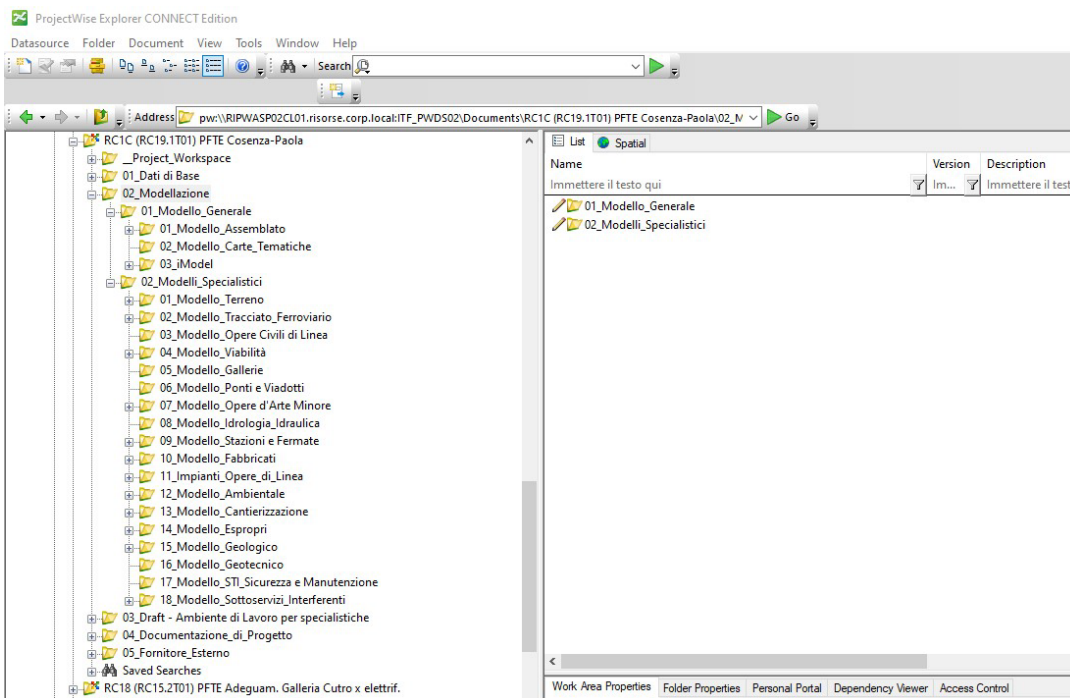 ProjectWise Explorer CONNECT Edition
Datasource Folder Document View Tools Window Help
Search
Address pw:\\RIPWASP02CL01.risorse.corp.local:ITF_PWDS02\Documents\RC1C (RC19.1T01) PFTE Cosenza-Paola\02_M Go
RC1C (RC19.1T01) PFTE Cosenza-Paola
__Project_Workspace
01_Dati di Base
02_Modellazione
01_Modello_Generale
01_Modello_Assemblato
02_Modello_Carte_Tematiche
03_iModel
02_Modelli_Specialistici
01_Modello_Terreno
02_Modello_Tracciato_Ferroviario
03_Modello_Opere Civili di Linea
04_Modello_Viabilità
05_Modello_Gallerie
06_Modello_Ponti e Viadotti
07_Modello_Opere d'Arte Minore
08_Modello_Idrologia_Idraulica
09_Modello_Stazioni e Fermate
10_Modello_Fabbricati
11_Impianti_Opere_di_Linea
12_Modello_Ambientale
13_Modello_Cantierizzazione
14_Modello_Espropri
15_Modello_Geologico
16_Modello_Geotecnico
17_Modello_STI_Sicurezza e Manutenzione
18_Modello_Sottoservizi_Interferenti
03_Draft - Ambiente di Lavoro per specialistiche
04_Documentazione_di_Progetto
05_Fornitore_Esterno
Saved Searches
RC18 (RC15.2T01) PFTE Adeguam. Galleria Cutro x elettrif.
List Spatial
Name Version Description
Immettere il testo qui Im... Immettere il test
01_Modello_Generale
02_Modelli_Specialistici
Work Area Properties Folder Properties Personal Portal Dependency Viewer Access Control